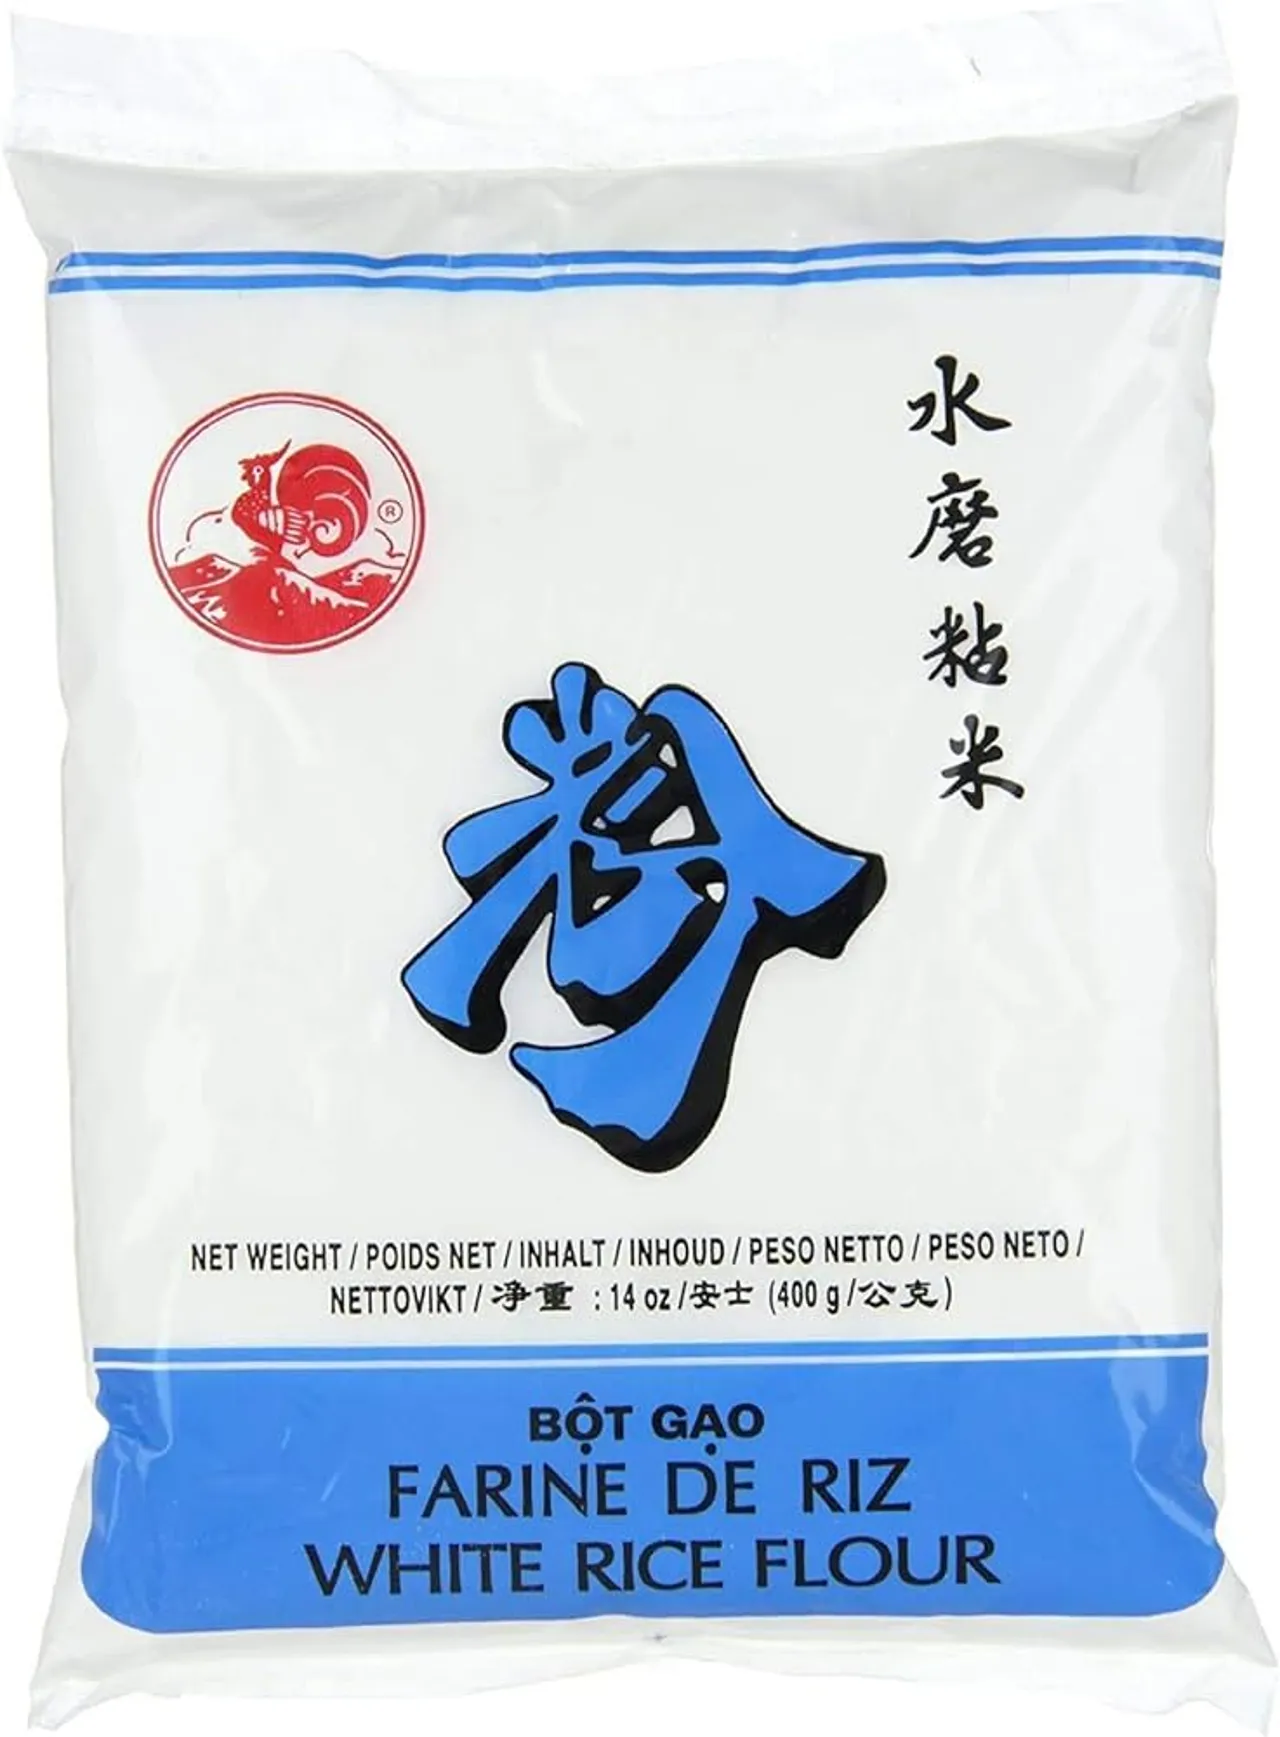 ®
水磨粘米
粉
NET WEIGHT / POIDS NET / INHALT / INHOUD / PESO NETTO / PESO NETO /
NETTOVIKT / 淨重 : 14 oz /安士 (400 g /公克)
BỘT GẠO
FARINE DE RIZ
WHITE RICE FLOUR